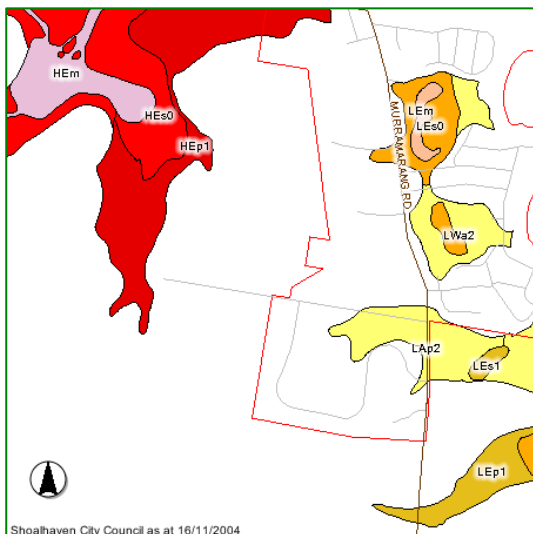 HEm
HEs0
HEp1
LEm
LEs0
MURRAMARANG RD
LWa2
LAp2
LEs1
LEp1
Shoalhaven City Council as at 16/11/2004